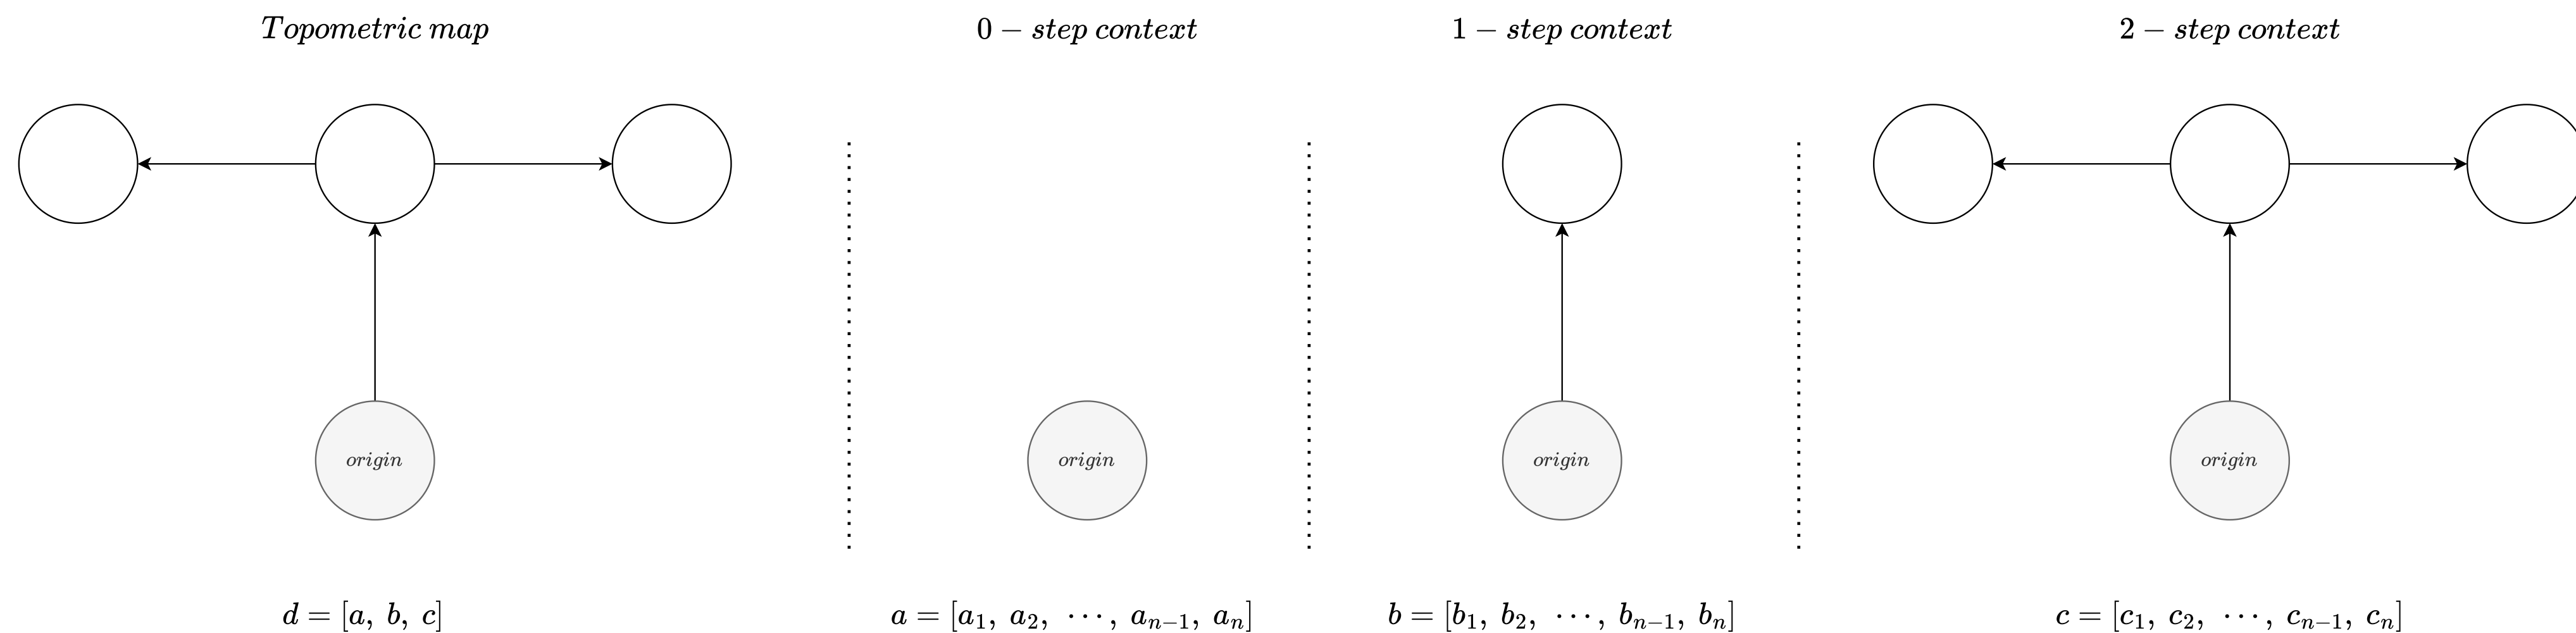 Topometric map
0 − step context
1 − step context
2 − step context
origin
origin
origin
origin
d = [a, b, c]
a = [a₁, a₂, ⋯, aₙ₋₁, aₙ]
b = [b₁, b₂, ⋯, bₙ₋₁, bₙ]
c = [c₁, c₂, ⋯, cₙ₋₁, cₙ]